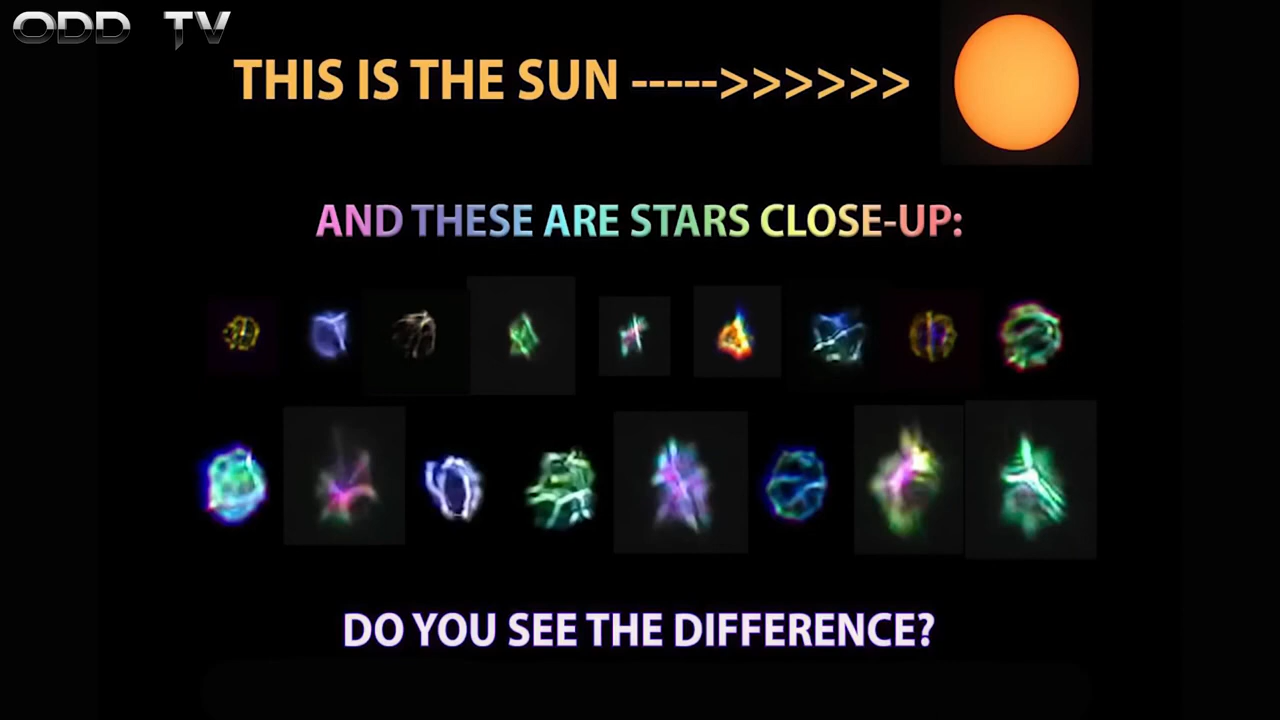 ODD TV
THIS IS THE SUN ----->>>>>>
AND THESE ARE STARS CLOSE-UP:
DO YOU SEE THE DIFFERENCE?